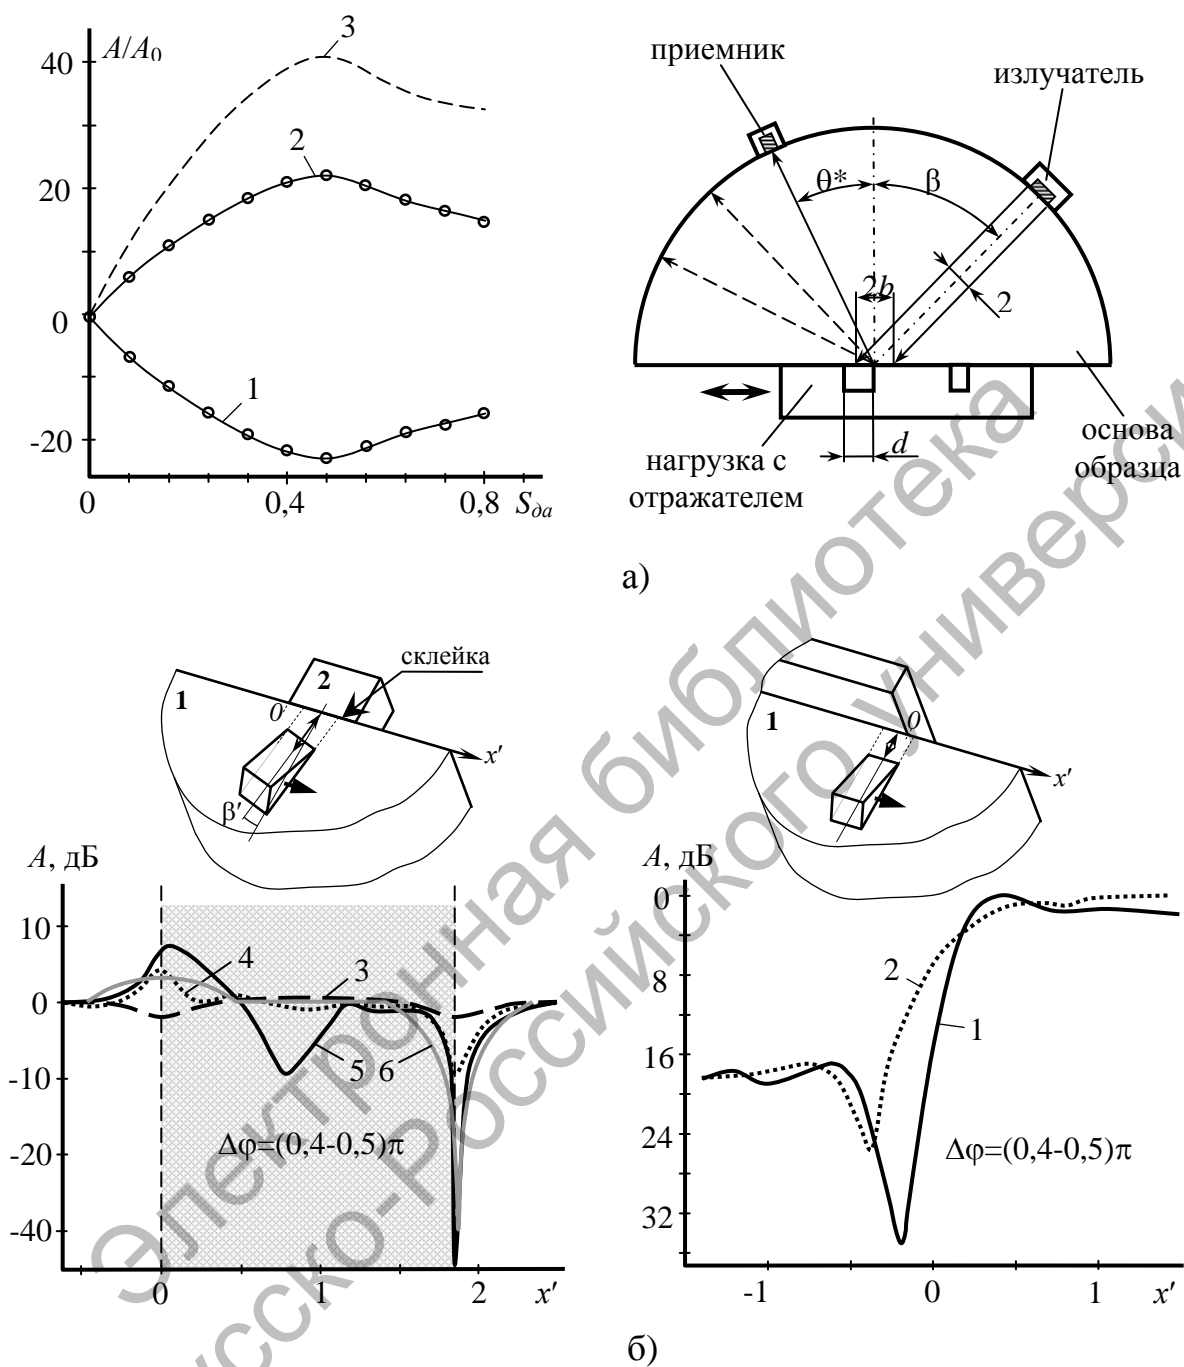 A/A₀
40
20
0
-20
3
2
1
0
0,4
0,8
Sда
приемник
излучатель
θ*
β
2b
2
d
нагрузка с
отражателем
основа
образца
а)
1
2
склейка
0
x'
β'
1
0
x'
A, дБ
10
0
-10
-20
-40
4
3
5
6
Δφ=(0,4-0,5)π
0
1
2
x'
A, дБ
0
8
16
24
32
2
1
Δφ=(0,4-0,5)π
-1
0
1
x'
б)
Электронная библиотека
усско-Российского универси